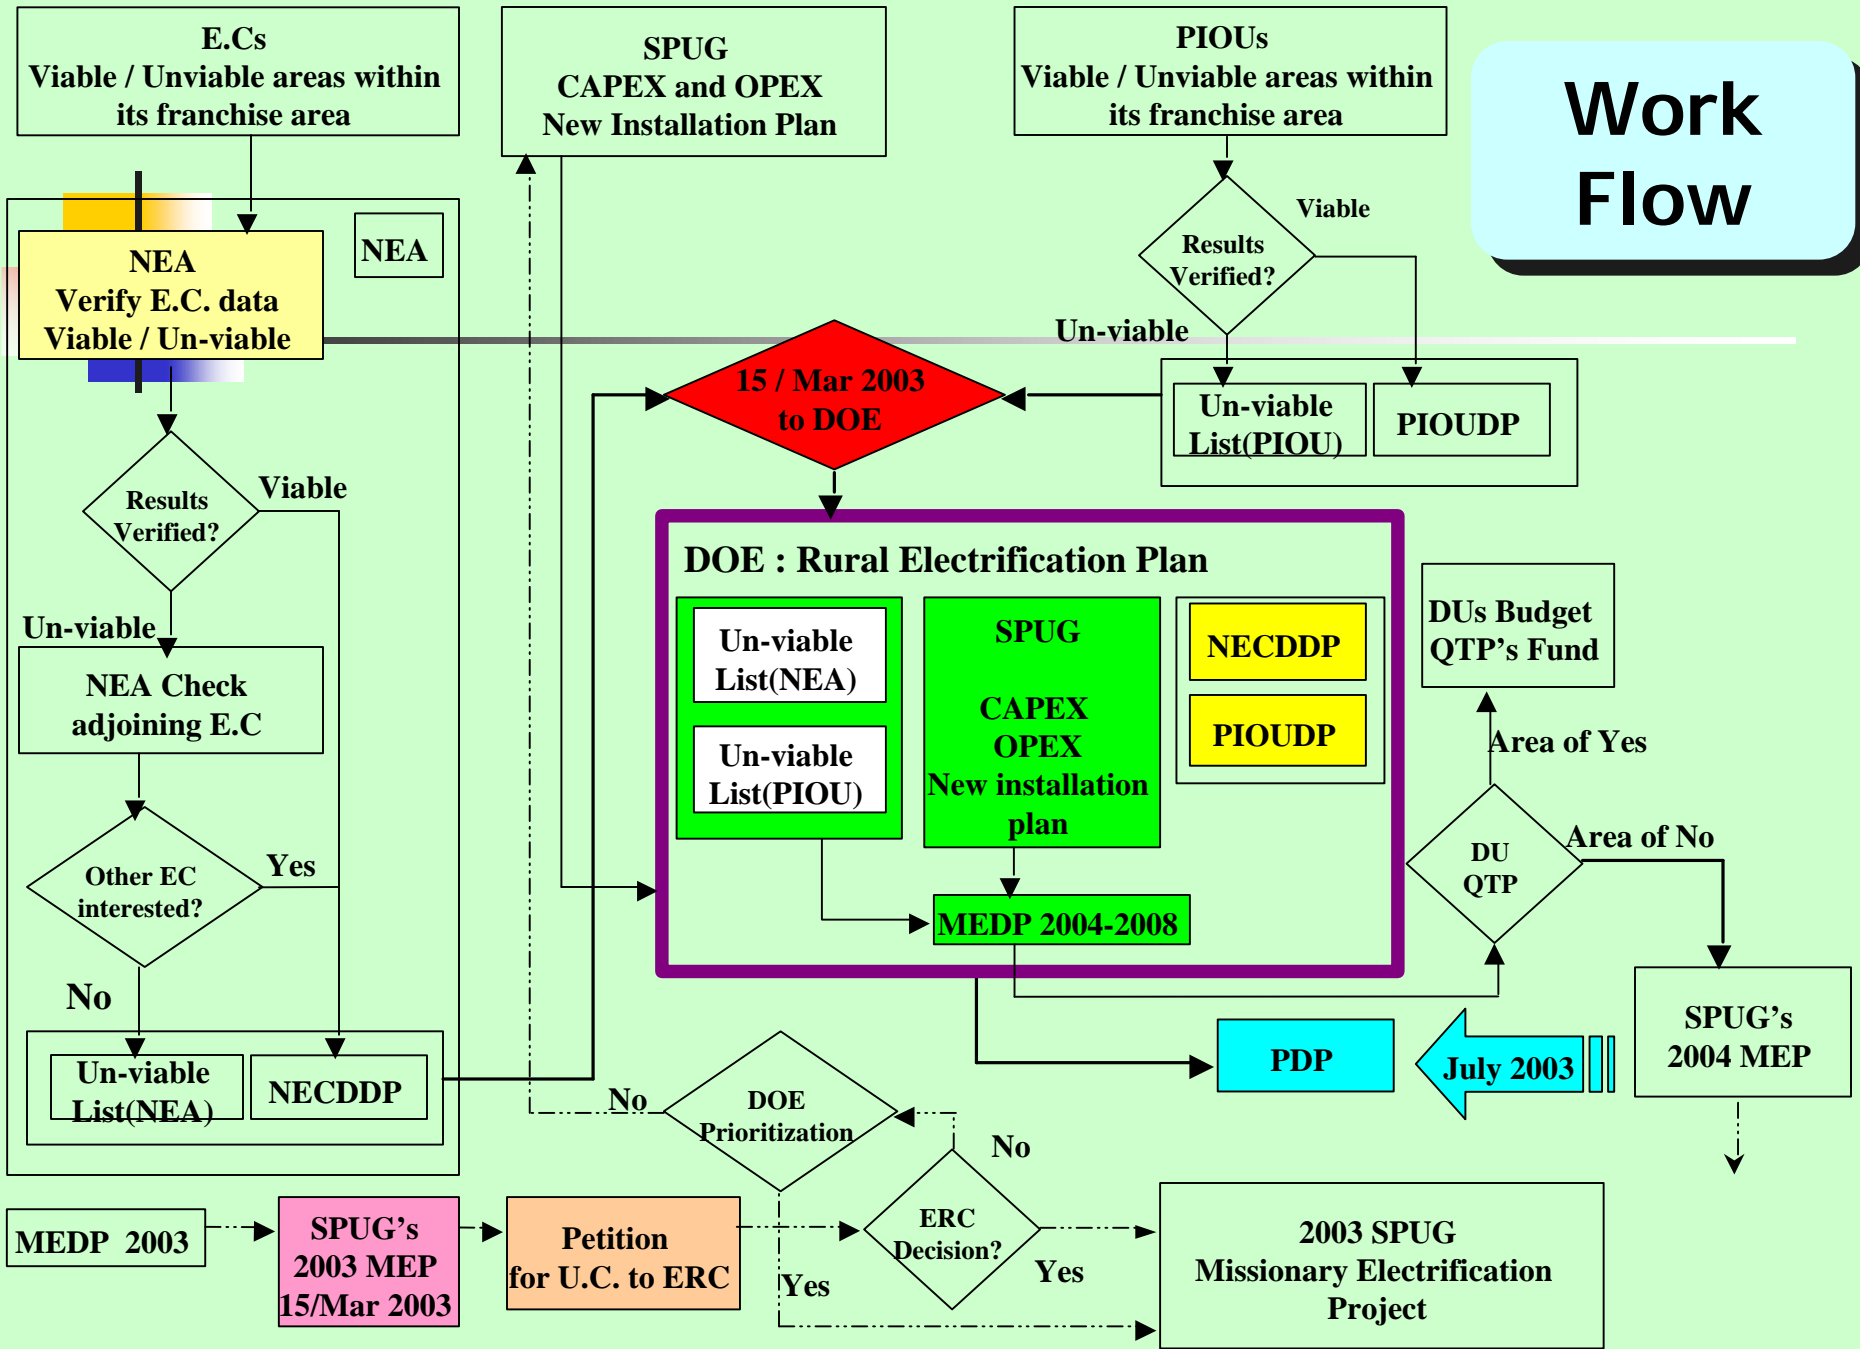 E.Cs
Viable / Unviable areas within
its franchise area
SPUG
CAPEX and OPEX
New Installation Plan
PIOUs
Viable / Unviable areas within
its franchise area
Work
Flow
NEA
NEA
Verify E.C. data
Viable / Un-viable
Viable
Results
Verified?
Un-viable
15 / Mar 2003
to DOE
Un-viable
List(PIOU)
PIOUDP
Results
Verified?
Viable
Un-viable
NEA Check
adjoining E.C
Other EC
interested?
Yes
No
Un-viable
List(NEA)
NECDDP
DOE : Rural Electrification Plan
Un-viable
List(NEA)
Un-viable
List(PIOU)
SPUG
CAPEX
OPEX
New installation
plan
NECDDP
PIOUDP
MEDP 2004-2008
DUs Budget
QTP's Fund
Area of Yes
DU
QTP
Area of No
SPUG's
2004 MEP
July 2003
PDP
No
DOE
Prioritization
No
Yes
MEDP  2003
SPUG's
2003 MEP
15/Mar 2003
Petition
for U.C. to ERC
ERC
Decision?
Yes
2003 SPUG
Missionary Electrification
Project